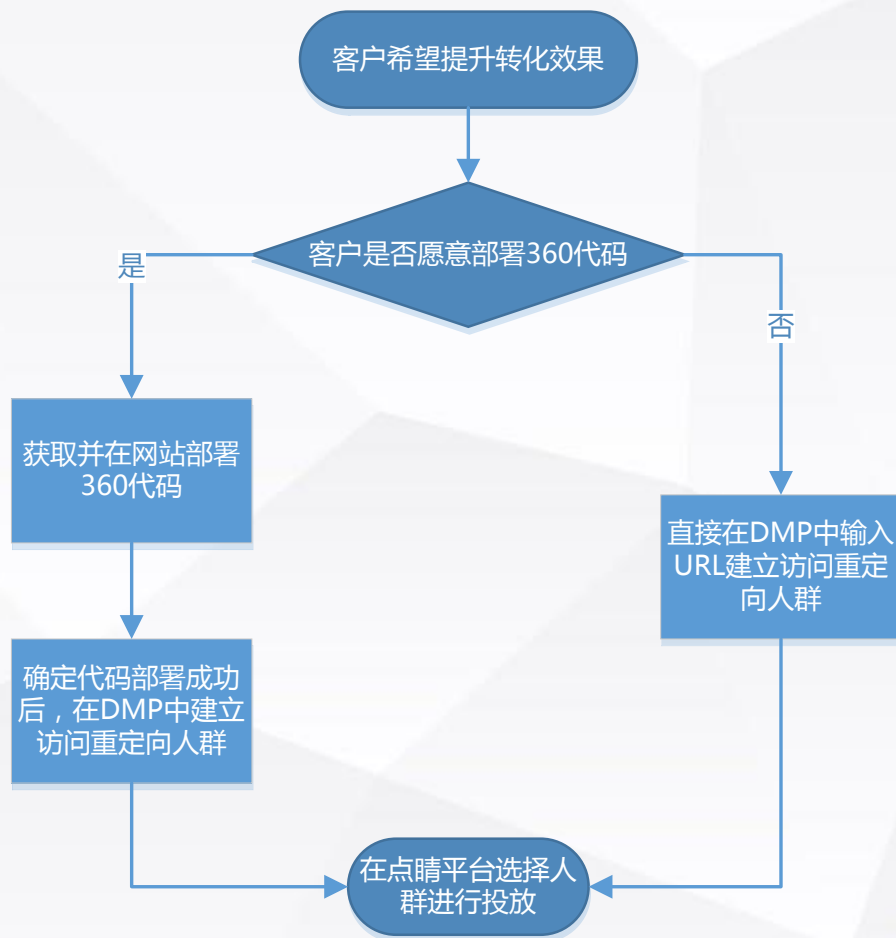 客户希望提升转化效果
客户是否愿意部署360代码
是
否
获取并在网站部署
360代码
直接在DMP中输入
URL建立访问重定
向人群
确定代码部署成功
后，在DMP中建立
访问重定向人群
在点睛平台选择人
群进行投放